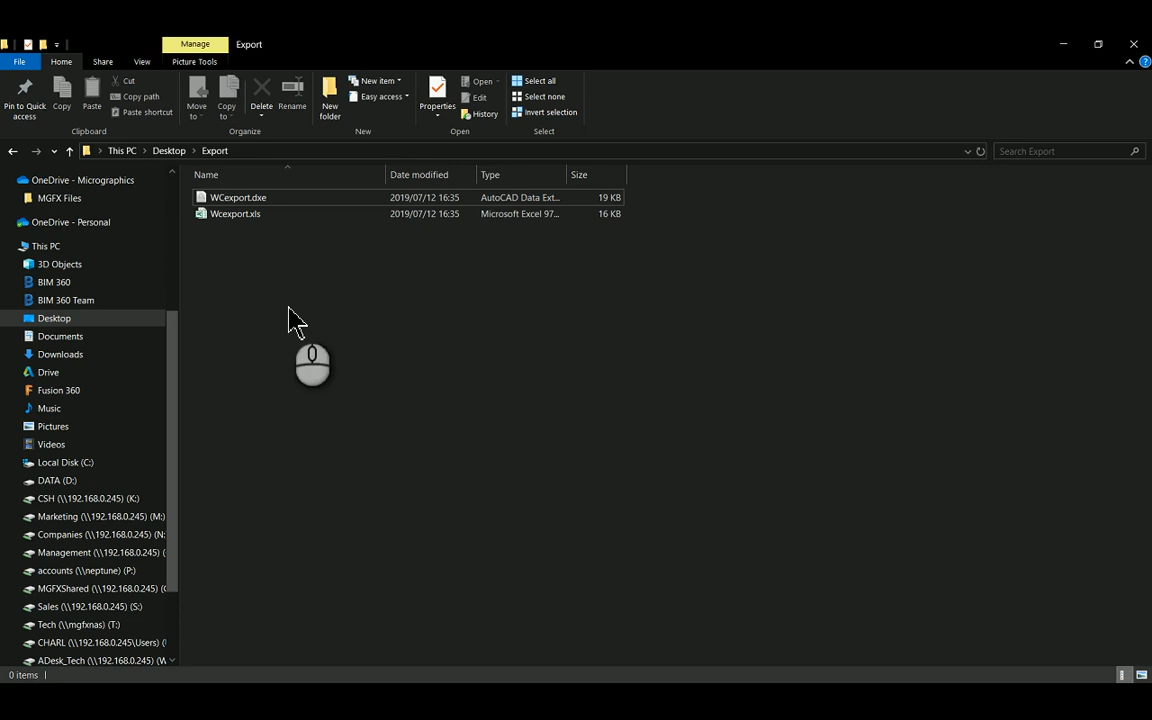 Manage Export
File Home Share View Picture Tools
Pin to Quick access
Copy
Paste
Cut
Copy path
Paste shortcut
Clipboard
Move to
Copy to
Delete
Rename
Organize
New folder
New item
Easy access
New
Properties
Open
Edit
History
Open
Select all
Select none
Invert selection
Select
This PC Desktop Export Search Export
Name Date modified Type Size
WCexport.dxe 2019/07/12 16:35 AutoCAD Data Ext... 19 KB
Wcexport.xls 2019/07/12 16:35 Microsoft Excel 97... 16 KB
OneDrive - Micrographics
MGFX Files
OneDrive - Personal
This PC
3D Objects
BIM 360
BIM 360 Team
Desktop
Documents
Downloads
Drive
Fusion 360
Music
Pictures
Videos
Local Disk (C:)
DATA (D:)
CSH (\\192.168.0.245) (K:)
Marketing (\\192.168.0.245) (M:)
Companies (\\192.168.0.245) (N:
Management (\\192.168.0.245) (
accounts (\\neptune) (P:)
MGFXShared (\\192.168.0.245) (
Sales (\\192.168.0.245) (S:)
Tech (\\mgfxnas) (T:)
CHARL (\\192.168.0.245\Users) (
ADesk_Tech (\\192.168.0.245) (W
0 items